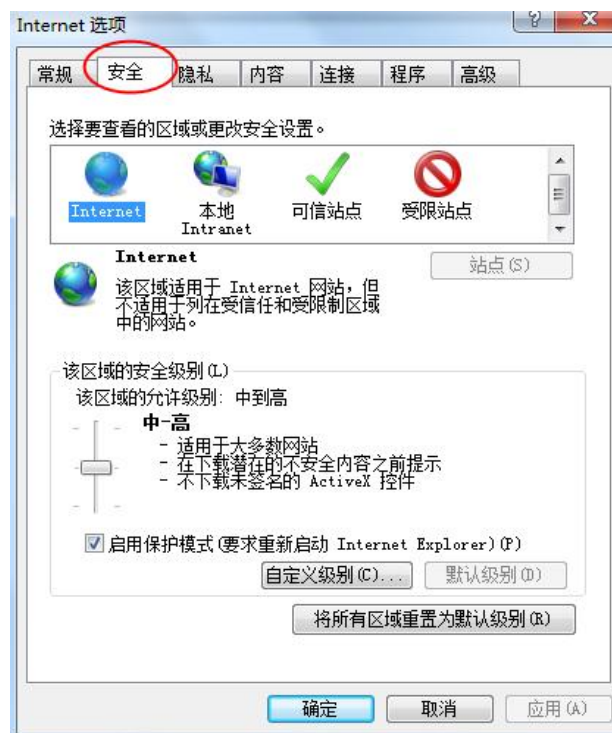 Internet 选项
常规 安全 隐私 内容 连接 程序 高级
选择要查看的区域或更改安全设置。
Internet 本地 可信站点 受限站点
Intranet
Internet 站点(S)
该区域适用于 Internet 网站，但
不适用于列在受信任和受限制区域
中的网站。
该区域的安全级别(L)
该区域的允许级别: 中到高
中-高
- 适用于大多数网站
- 在下载潜在的不安全内容之前提示
- 不下载未签名的 ActiveX 控件
启用保护模式(要求重新启动 Internet Explorer)(P)
自定义级别(C)... 默认级别(D)
将所有区域重置为默认级别(R)
确定 取消 应用(A)